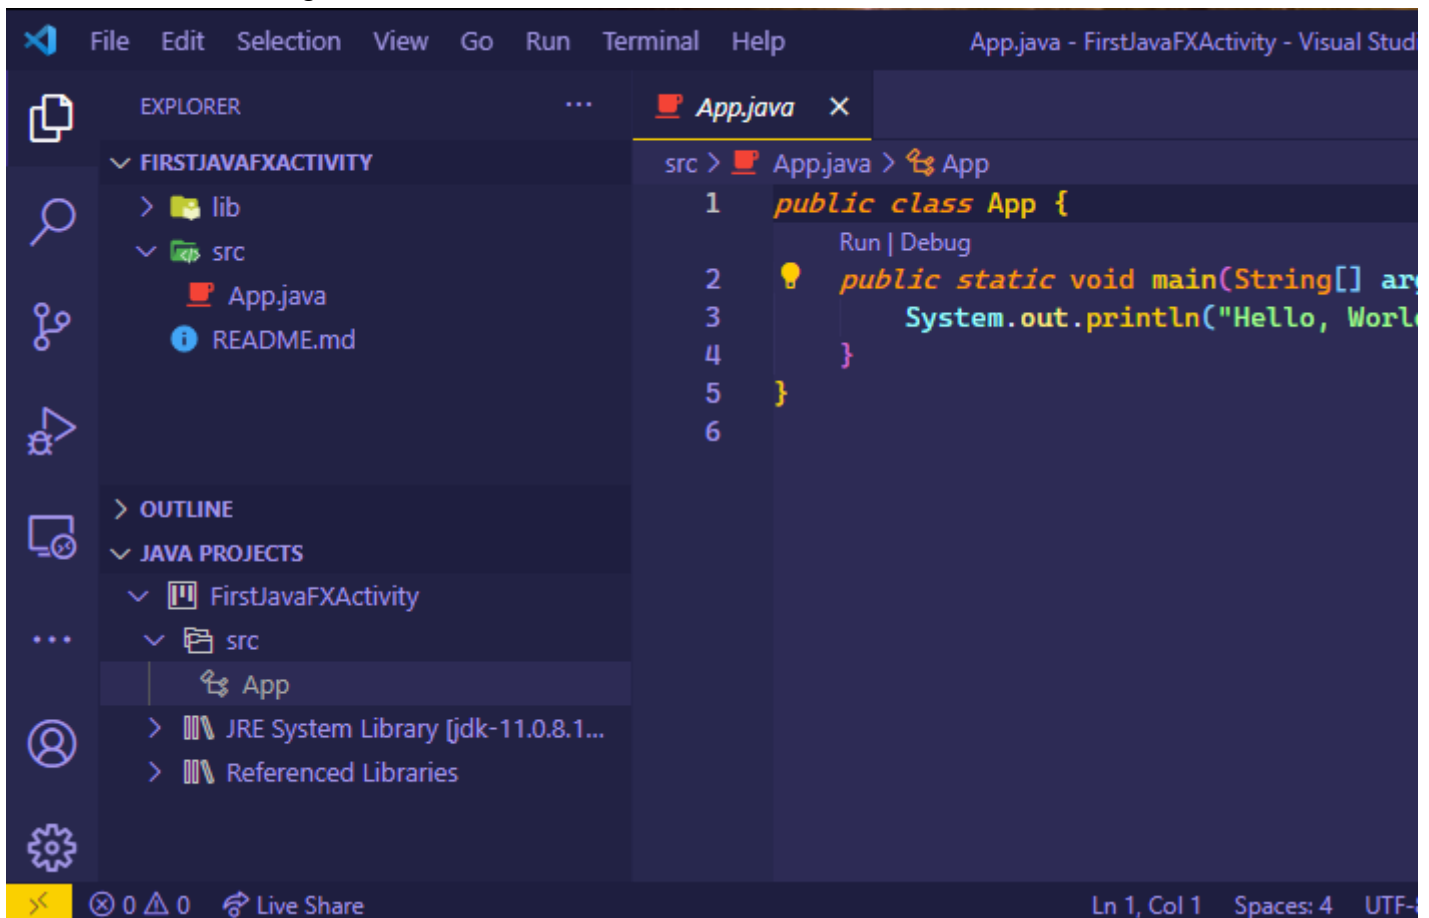 File Edit Selection View Go Run Terminal Help App.java - FirstJavaFXActivity - Visual Studi
EXPLORER ...
FIRSTJAVAFXACTIVITY
lib
src
App.java
README.md
OUTLINE
JAVA PROJECTS
FirstJavaFXActivity
src
App
JRE System Library [jdk-11.0.8.1...
Referenced Libraries
App.java
src > App.java > App
1 public class App {
Run | Debug
2 public static void main(String[] arg
3 System.out.println("Hello, Worl
4 }
5 }
6
0 0 Live Share Ln 1, Col 1 Spaces: 4 UTF-8